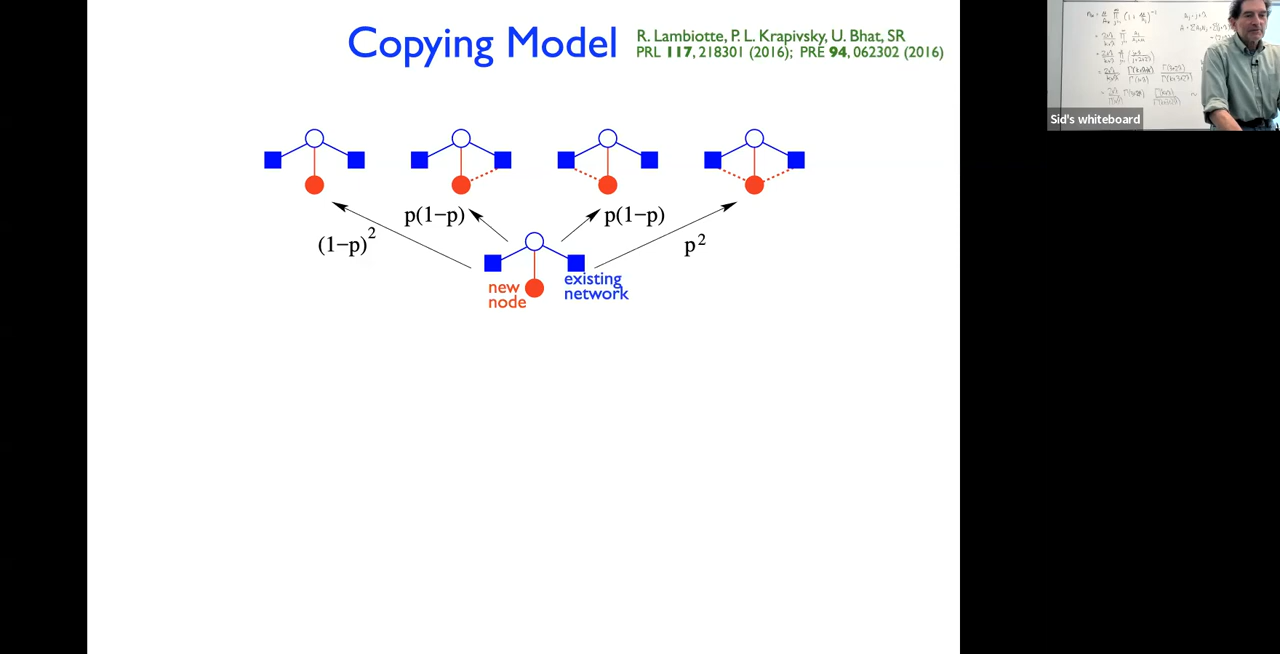 Copying Model
R. Lambiotte, P. L. Krapivsky, U. Bhat, SR
PRL 117, 218301 (2016); PRE 94, 062302 (2016)
Sid's whiteboard
(1−p)²
p(1−p)
p(1−p)
p²
new
node
existing
network